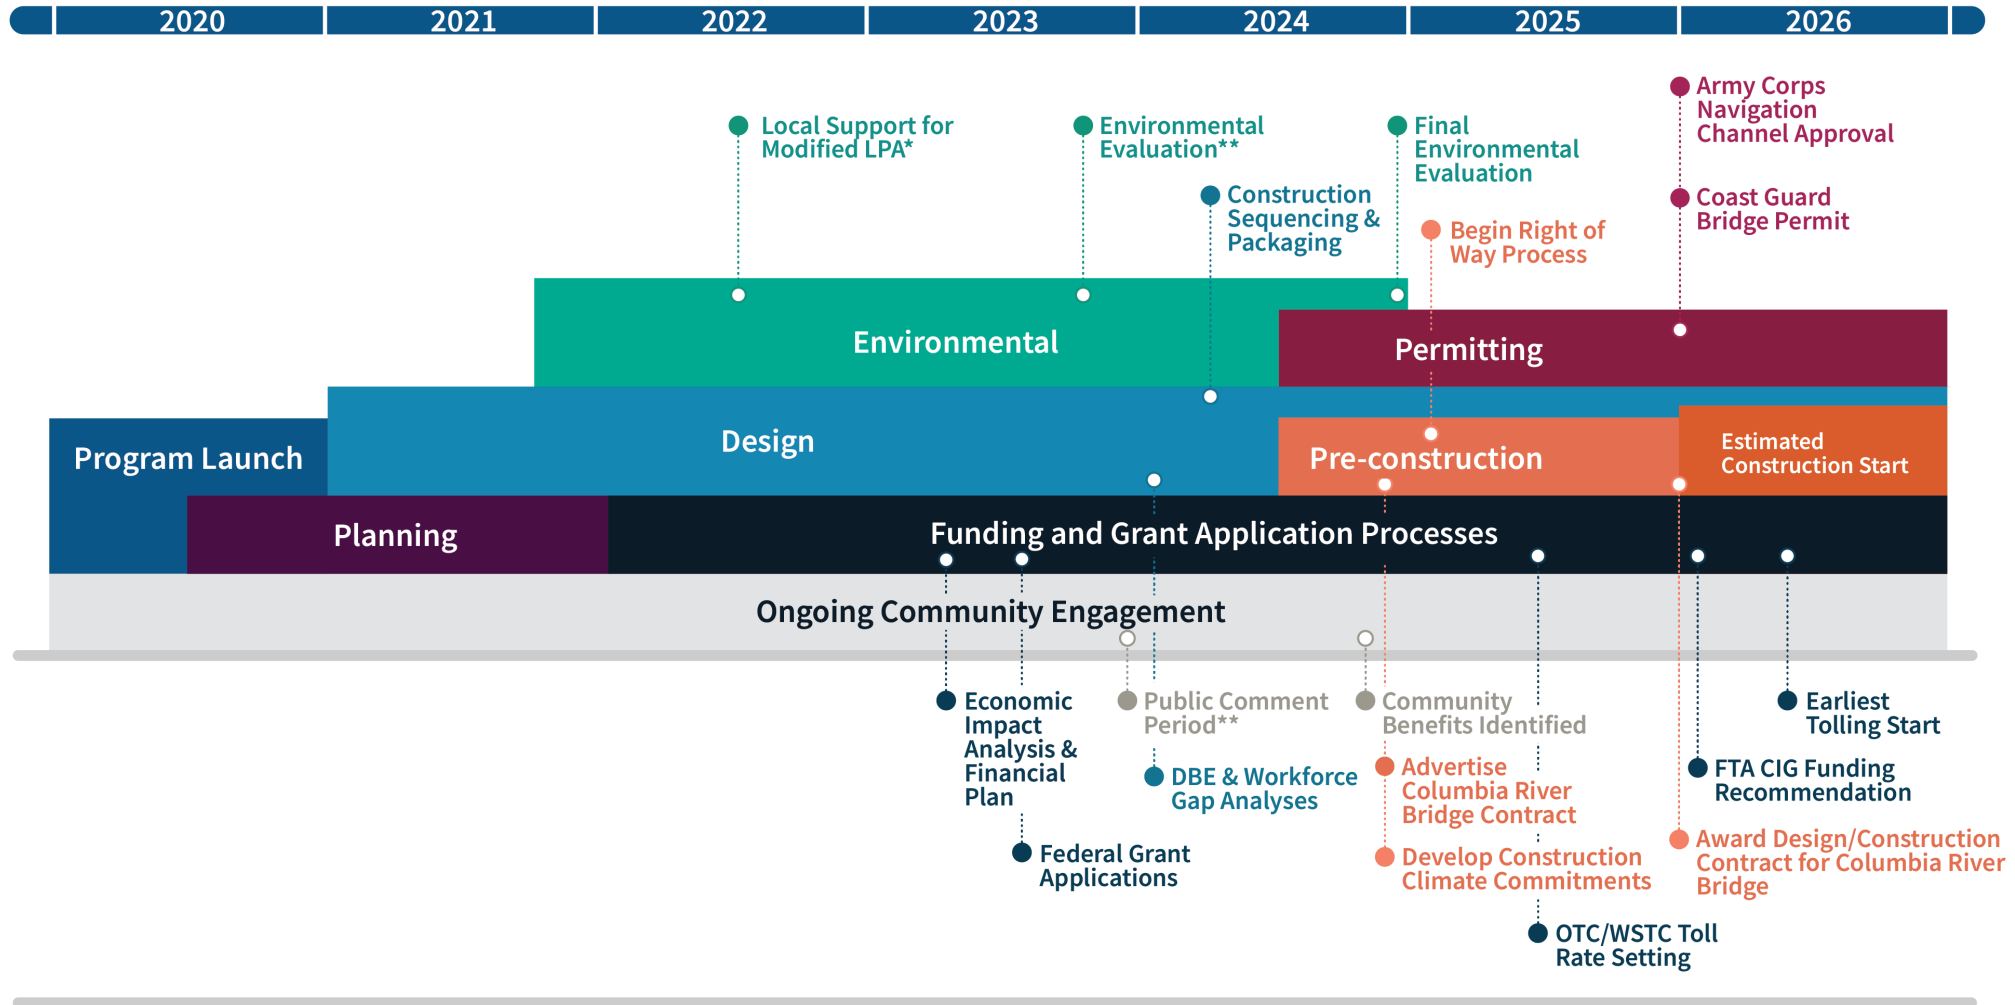 2020 2021 2022 2023 2024 2025 2026
Army Corps
Navigation
Channel Approval
Local Support for
Modified LPA*
Environmental
Evaluation**
Final
Environmental
Evaluation
Construction
Sequencing &
Packaging
Coast Guard
Bridge Permit
Begin Right of
Way Process
Environmental
Permitting
Program Launch
Design
Pre-construction
Estimated
Construction Start
Planning
Funding and Grant Application Processes
Ongoing Community Engagement
Economic
Impact
Analysis &
Financial
Plan
Public Comment
Period**
Community
Benefits Identified
Earliest
Tolling Start
DBE & Workforce
Gap Analyses
Advertise
Columbia River
Bridge Contract
FTA CIG Funding
Recommendation
Federal Grant
Applications
Develop Construction
Climate Commitments
Award Design/Construction
Contract for Columbia River
Bridge
OTC/WSTC Toll
Rate Setting